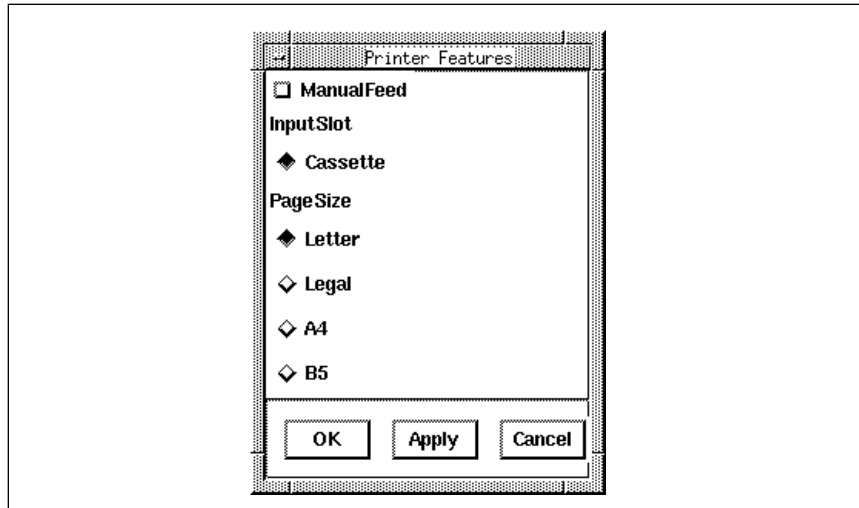 Printer Features
ManualFeed
InputSlot
Cassette
PageSize
Letter
Legal
A4
B5
OK Apply Cancel